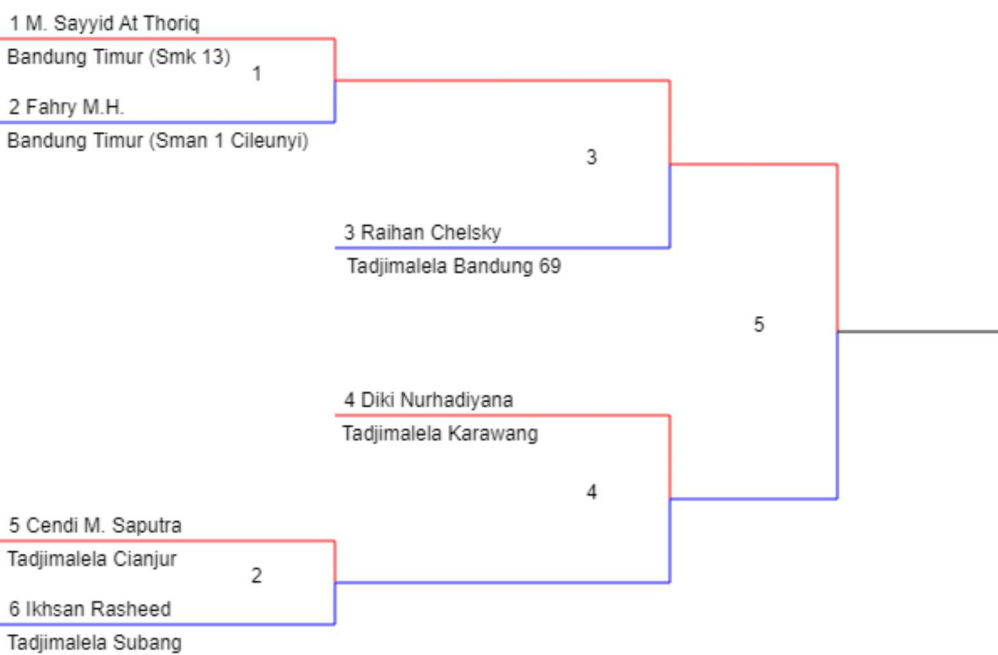 1 M. Sayyid At Thoriq
Bandung Timur (Smk 13)
1
2 Fahry M.H.
Bandung Timur (Sman 1 Cileunyi)
3
3 Raihan Chelsky
Tadjimalela Bandung 69
5
4 Diki Nurhadiyana
Tadjimalela Karawang
4
5 Cendi M. Saputra
Tadjimalela Cianjur
2
6 Ikhsan Rasheed
Tadjimalela Subang